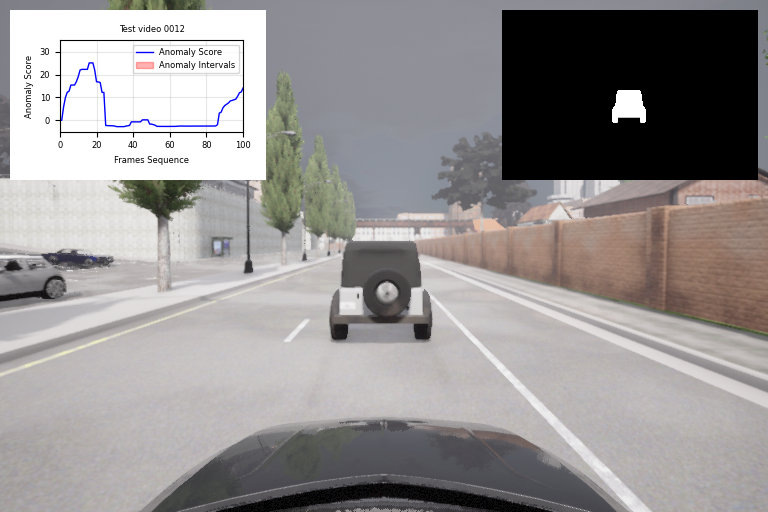 Test video 0012
Anomaly Score
Anomaly Intervals
30
20
10
0
Anomaly Score
0 20 40 60 80 100
Frames Sequence